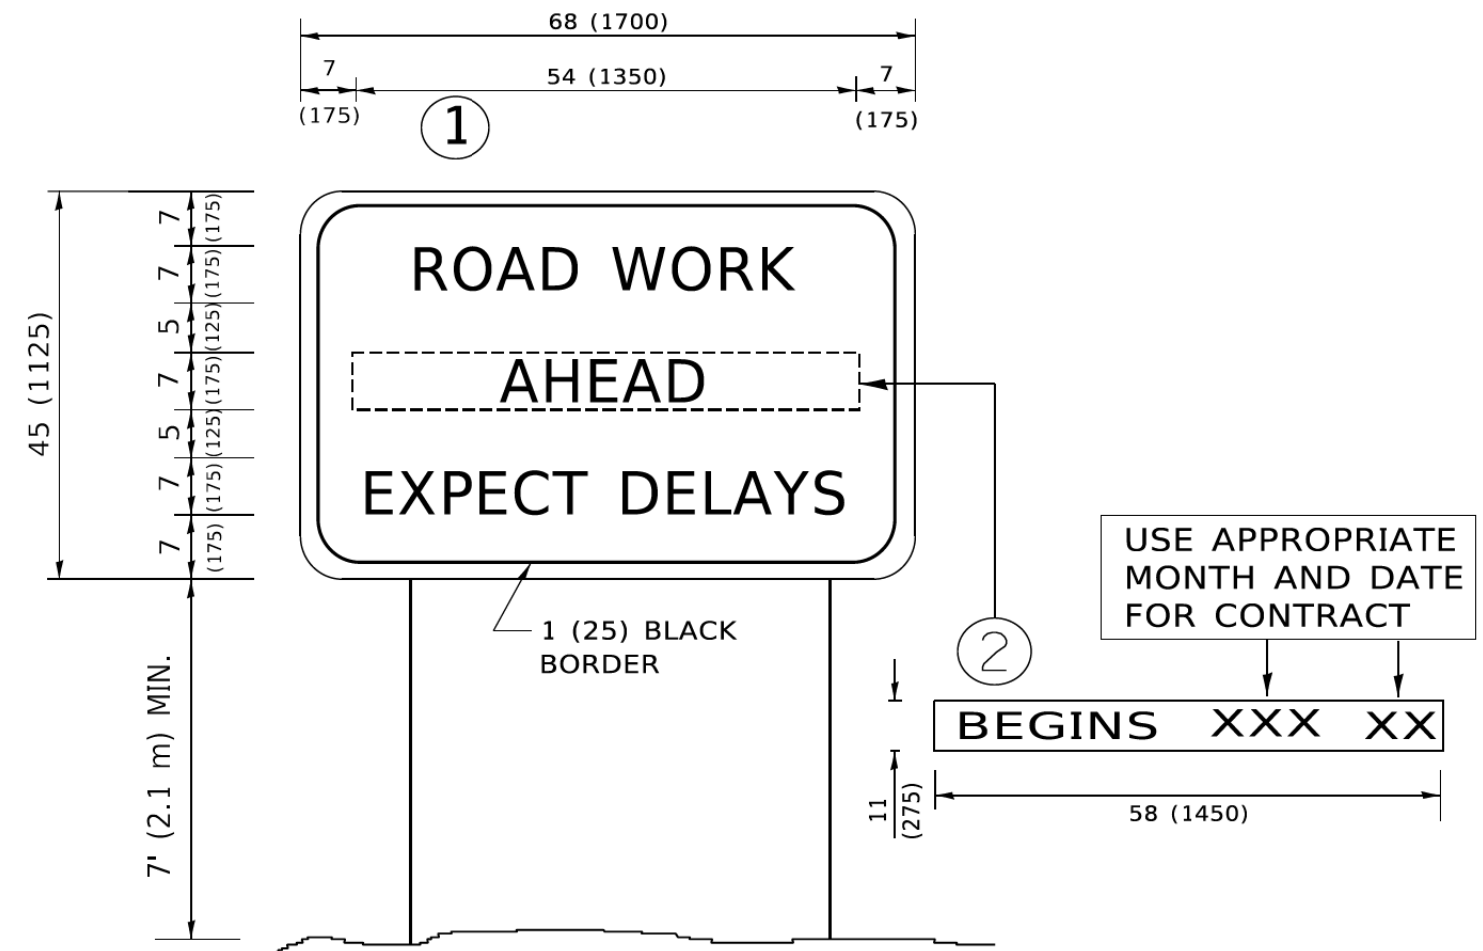 68 (1700)
7
54 (1350)
7
(175)
(175)
1
7
(175)
7
(175)
5
(125)
7
(175)
5
(125)
7
(175)
7
(175)
45 (1125)
ROAD WORK
AHEAD
EXPECT DELAYS
1 (25) BLACK
BORDER
7' (2.1 m) MIN.
USE APPROPRIATE
MONTH AND DATE
FOR CONTRACT
2
BEGINS XXX XX
11
(275)
58 (1450)